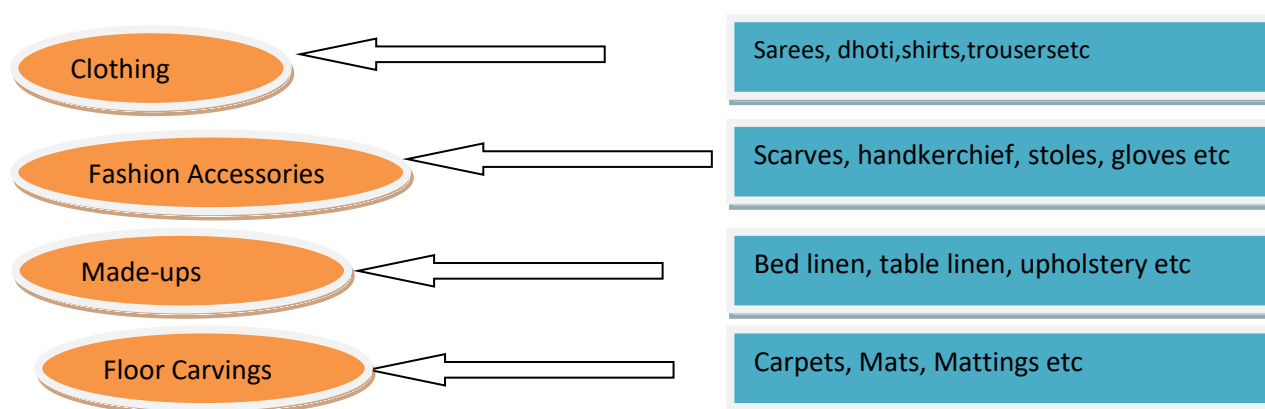 Clothing
Sarees, dhoti,shirts,trousersetc
Fashion Accessories
Scarves, handkerchief, stoles, gloves etc
Made-ups
Bed linen, table linen, upholstery etc
Floor Carvings
Carpets, Mats, Mattings etc